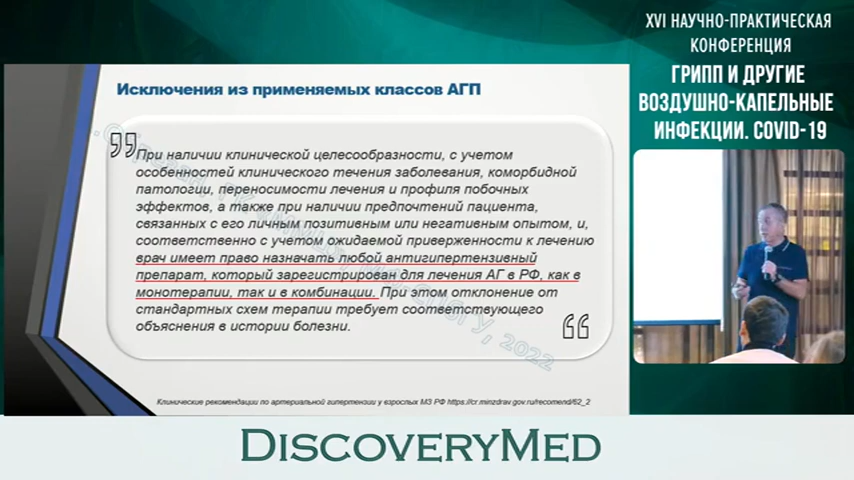 XVI НАУЧНО-ПРАКТИЧЕСКАЯ
КОНФЕРЕНЦИЯ
ГРИПП И ДРУГИЕ
ВОЗДУШНО-КАПЕЛЬНЫЕ
ИНФЕКЦИИ. COVID-19
Исключения из применяемых классов АГП
При наличии клинической целесообразности, с учетом
особенностей клинического течения заболевания, коморбидной
патологии, переносимости лечения и профиля побочных
эффектов, а также при наличии предпочтений пациента,
связанных с его личным позитивным или негативным опытом, и,
соответственно с учетом ожидаемой приверженности к лечению
врач имеет право назначать любой антигипертензивный
препарат, который зарегистрирован для лечения АГ в РФ, как в
монотерапии, так и в комбинации. При этом отклонение от
стандартных схем терапии требует соответствующего
объяснения в истории болезни.
2022
Клинические рекомендации по артериальной гипертензии у взрослых МЗ РФ https://cr.minzdrav.gov.ru/recomend/62_2
DISCOVERYMED